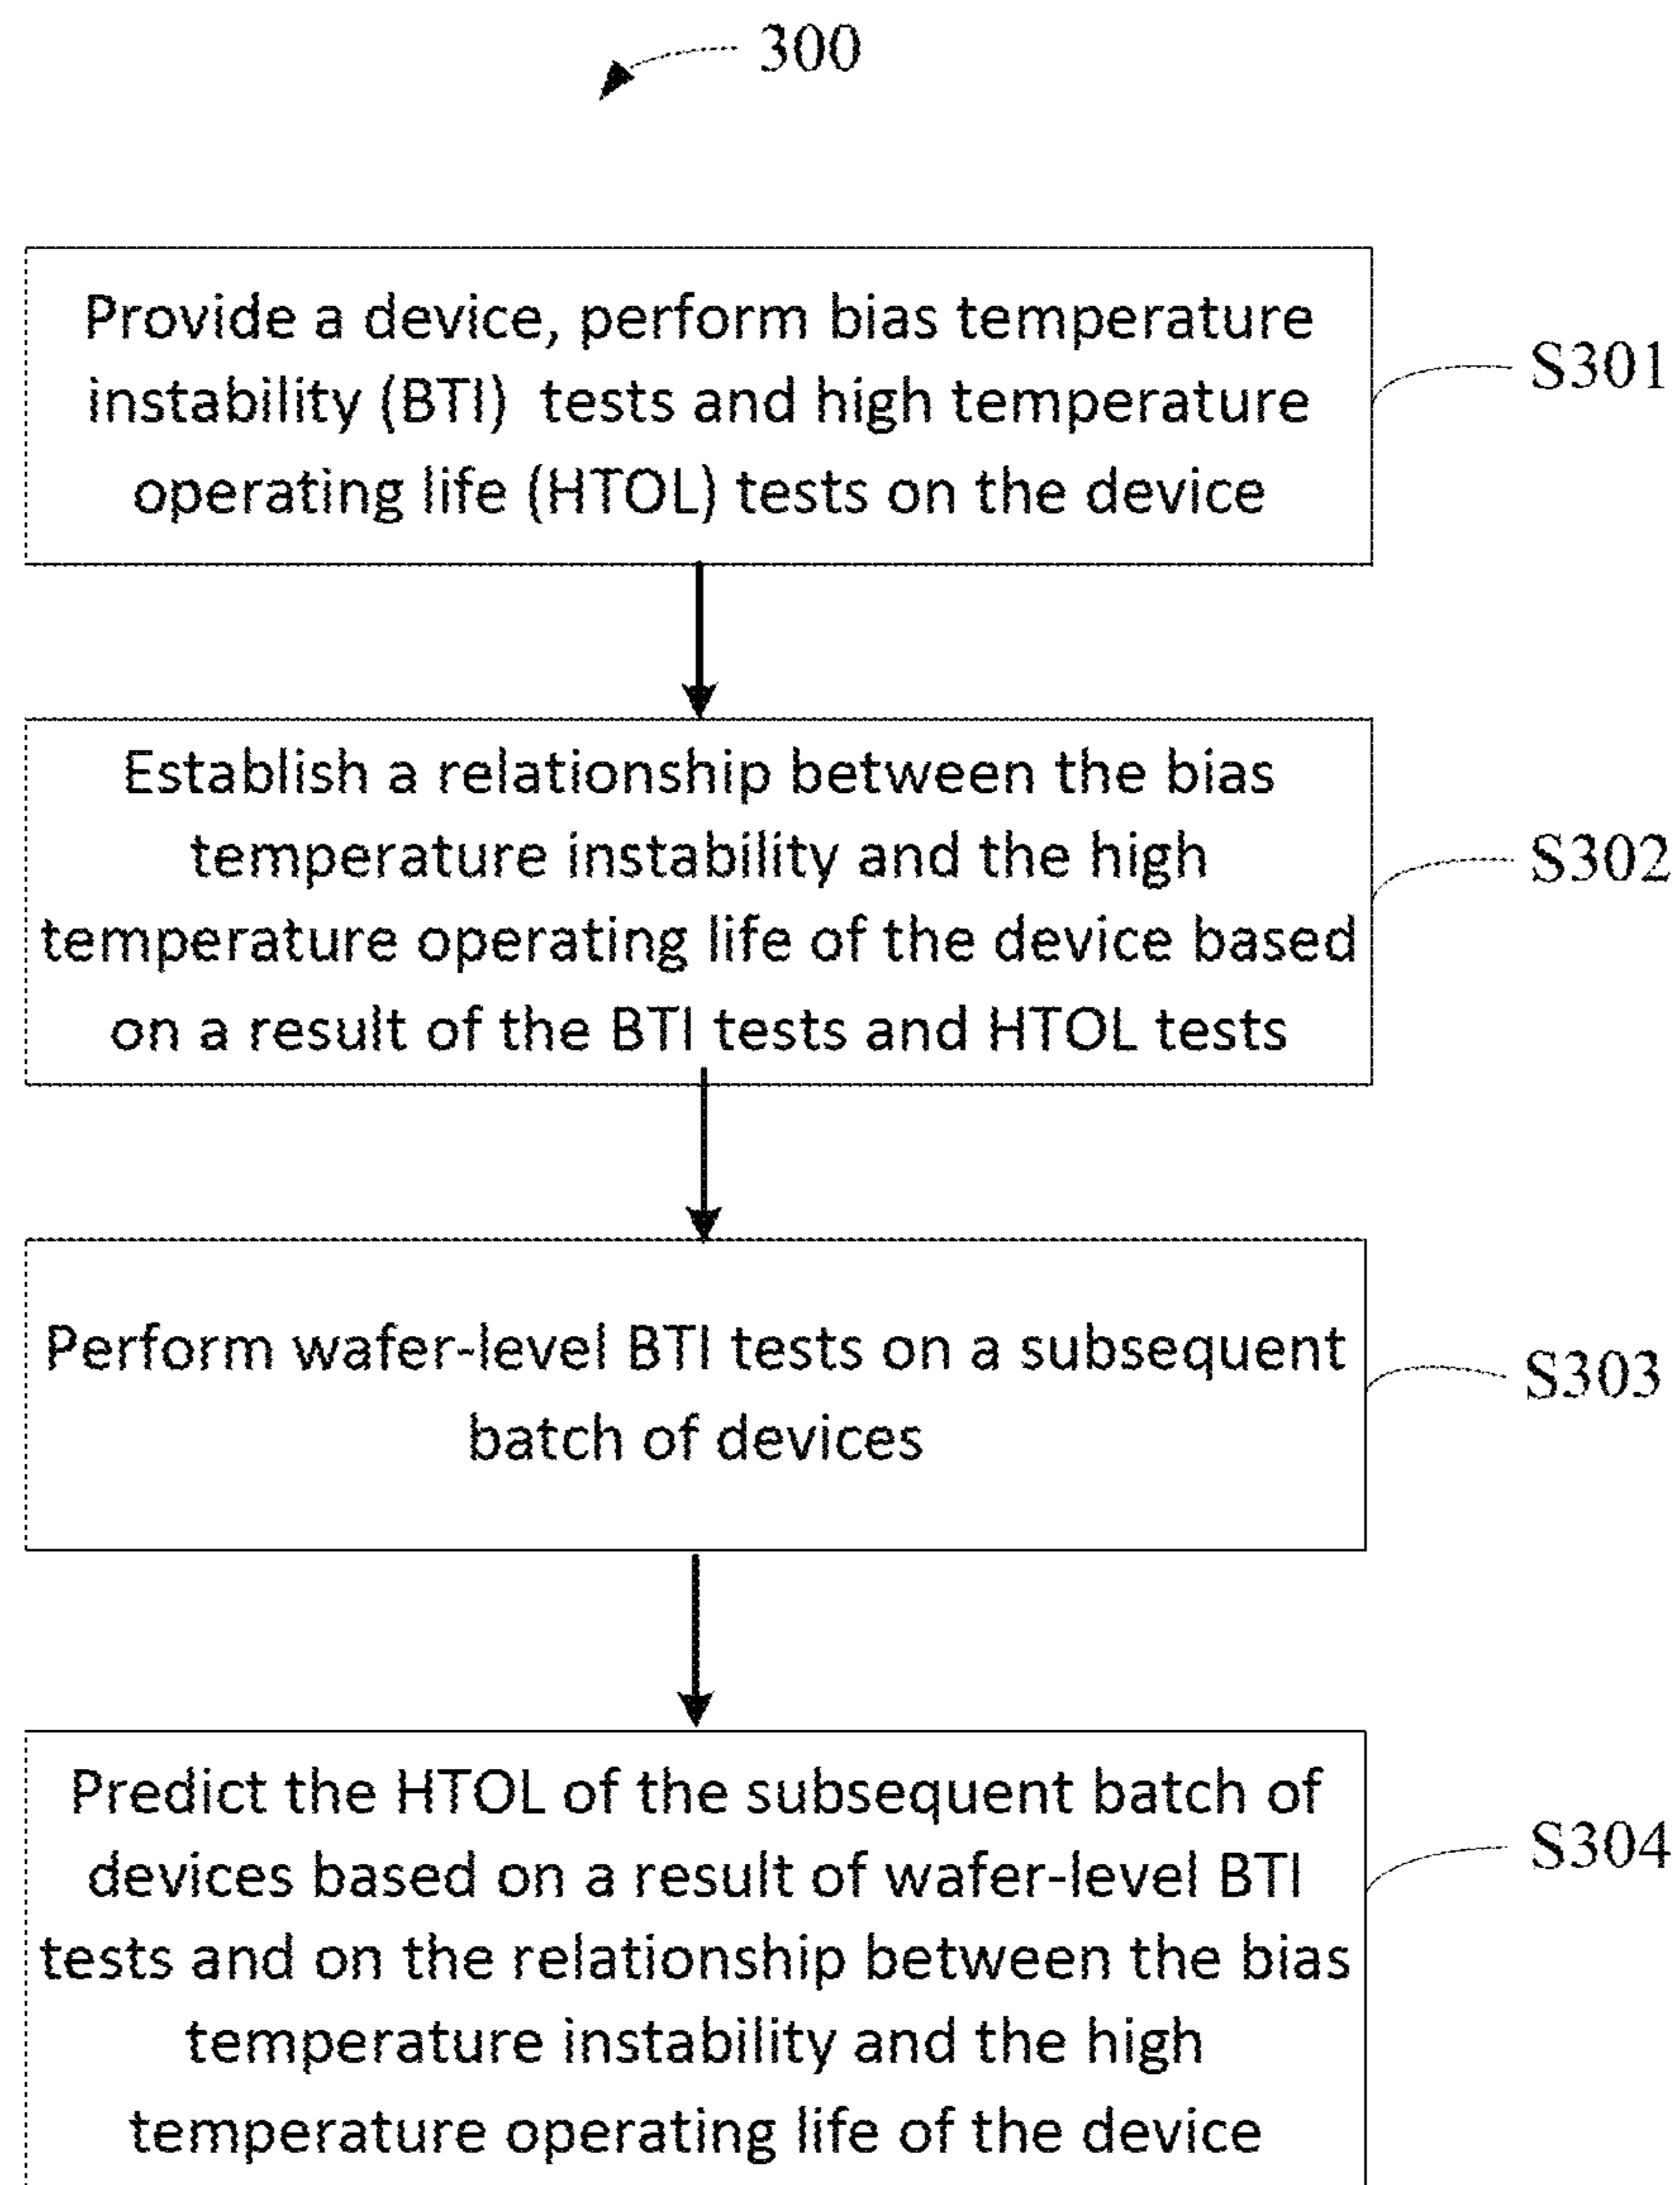 300
Provide a device, perform bias temperature
instability (BTI) tests and high temperature
operating life (HTOL) tests on the device
S301
Establish a relationship between the bias
temperature instability and the high
temperature operating life of the device based
on a result of the BTI tests and HTOL tests
S302
Perform wafer-level BTI tests on a subsequent
batch of devices
S303
Predict the HTOL of the subsequent batch of
devices based on a result of wafer-level BTI
tests and on the relationship between the bias
temperature instability and the high
temperature operating life of the device
S304